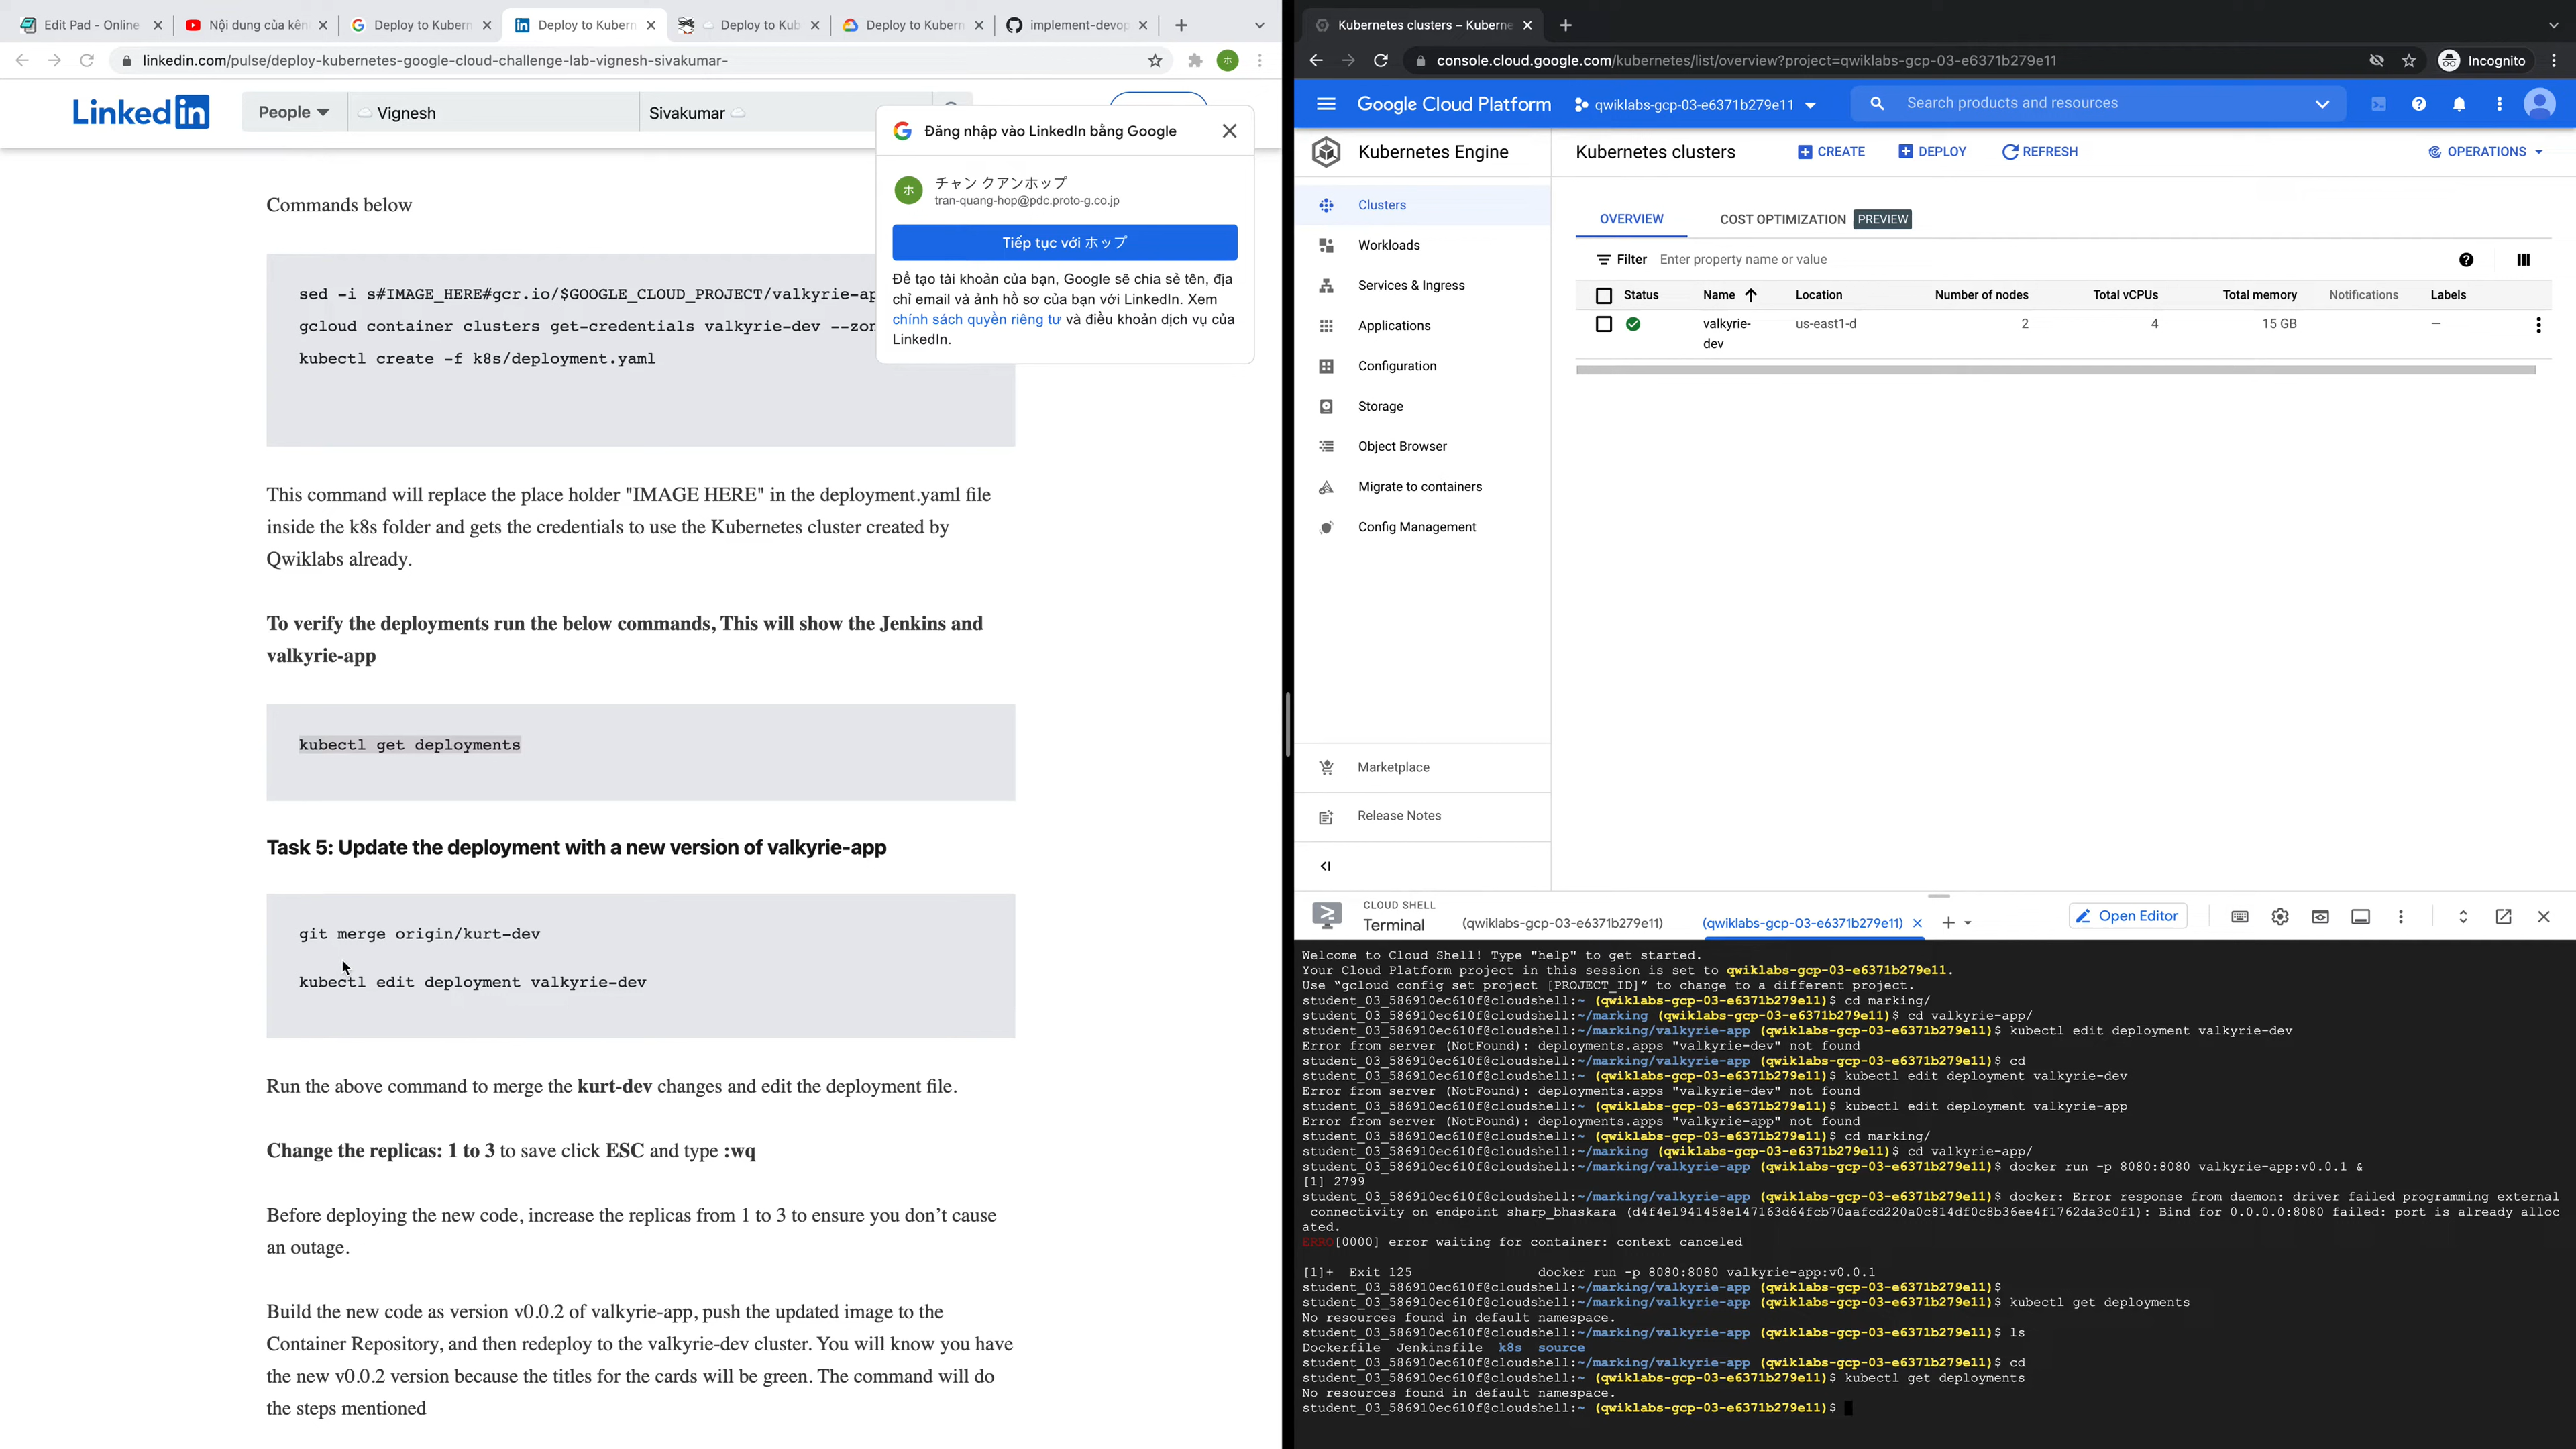 Edit Pad - Online
Nội dung của kên
Deploy to Kubern
Deploy to Kubern
Deploy to Kub
Deploy to Kubern
implement-devop
linkedin.com/pulse/deploy-kubernetes-google-cloud-challenge-lab-vignesh-sivakumar-
ホ
Linked in
People
Vignesh
Sivakumar
Đăng nhập vào LinkedIn bằng Google
ホ
チャン クアンホップ
tran-quang-hop@pdc.proto-g.co.jp
Tiếp tục với ホップ
Để tạo tài khoản của bạn, Google sẽ chia sẻ tên, địa
chỉ email và ảnh hồ sơ của bạn với LinkedIn. Xem
chính sách quyền riêng tư và điều khoản dịch vụ của
LinkedIn.
Commands below
sed -i s#IMAGE_HERE#gcr.io/$GOOGLE_CLOUD_PROJECT/valkyrie-ap
gcloud container clusters get-credentials valkyrie-dev --zon
kubectl create -f k8s/deployment.yaml
This command will replace the place holder "IMAGE HERE" in the deployment.yaml file
inside the k8s folder and gets the credentials to use the Kubernetes cluster created by
Qwiklabs already.
To verify the deployments run the below commands, This will show the Jenkins and
valkyrie-app
kubectl get deployments
Task 5: Update the deployment with a new version of valkyrie-app
git merge origin/kurt-dev
kubectl edit deployment valkyrie-dev
Run the above command to merge the kurt-dev changes and edit the deployment file.
Change the replicas: 1 to 3 to save click ESC and type :wq
Before deploying the new code, increase the replicas from 1 to 3 to ensure you don’t cause
an outage.
Build the new code as version v0.0.2 of valkyrie-app, push the updated image to the
Container Repository, and then redeploy to the valkyrie-dev cluster. You will know you have
the new v0.0.2 version because the titles for the cards will be green. The command will do
the steps mentioned
Kubernetes clusters – Kuberne
console.cloud.google.com/kubernetes/list/overview?project=qwiklabs-gcp-03-e6371b279e11
Incognito
Google Cloud Platform
qwiklabs-gcp-03-e6371b279e11
Search products and resources
Kubernetes Engine
Kubernetes clusters
CREATE
DEPLOY
REFRESH
OPERATIONS
Clusters
Workloads
Services & Ingress
Applications
Configuration
Storage
Object Browser
Migrate to containers
Config Management
Marketplace
Release Notes
OVERVIEW
COST OPTIMIZATION PREVIEW
Filter Enter property name or value
Status Name Location Number of nodes Total vCPUs Total memory Notifications Labels
valkyrie-dev us-east1-d 2 4 15 GB –
CLOUD SHELL
Terminal
(qwiklabs-gcp-03-e6371b279e11)
(qwiklabs-gcp-03-e6371b279e11)
Open Editor
Welcome to Cloud Shell! Type "help" to get started.
Your Cloud Platform project in this session is set to qwiklabs-gcp-03-e6371b279e11.
Use “gcloud config set project [PROJECT_ID]” to change to a different project.
student_03_586910ec610f@cloudshell:~ (qwiklabs-gcp-03-e6371b279e11)$ cd marking/
student_03_586910ec610f@cloudshell:~/marking (qwiklabs-gcp-03-e6371b279e11)$ cd valkyrie-app/
student_03_586910ec610f@cloudshell:~/marking/valkyrie-app (qwiklabs-gcp-03-e6371b279e11)$ kubectl edit deployment valkyrie-dev
Error from server (NotFound): deployments.apps "valkyrie-dev" not found
student_03_586910ec610f@cloudshell:~/marking/valkyrie-app (qwiklabs-gcp-03-e6371b279e11)$ cd
student_03_586910ec610f@cloudshell:~ (qwiklabs-gcp-03-e6371b279e11)$ kubectl edit deployment valkyrie-dev
Error from server (NotFound): deployments.apps "valkyrie-dev" not found
student_03_586910ec610f@cloudshell:~ (qwiklabs-gcp-03-e6371b279e11)$ kubectl edit deployment valkyrie-app
Error from server (NotFound): deployments.apps "valkyrie-app" not found
student_03_586910ec610f@cloudshell:~ (qwiklabs-gcp-03-e6371b279e11)$ cd marking/
student_03_586910ec610f@cloudshell:~/marking (qwiklabs-gcp-03-e6371b279e11)$ cd valkyrie-app/
student_03_586910ec610f@cloudshell:~/marking/valkyrie-app (qwiklabs-gcp-03-e6371b279e11)$ docker run -p 8080:8080 valkyrie-app:v0.0.1 &
[1] 2799
student_03_586910ec610f@cloudshell:~/marking/valkyrie-app (qwiklabs-gcp-03-e6371b279e11)$ docker: Error response from daemon: driver failed programming external
connectivity on endpoint sharp_bhaskara (d4f4e1941458e147163d64fcb70aafcd220a0c814df0c8b36ee4f1762da3c0f1): Bind for 0.0.0.0:8080 failed: port is already alloc
ated.
ERRO[0000] error waiting for container: context canceled
[1]+ Exit 125 docker run -p 8080:8080 valkyrie-app:v0.0.1
student_03_586910ec610f@cloudshell:~/marking/valkyrie-app (qwiklabs-gcp-03-e6371b279e11)$
student_03_586910ec610f@cloudshell:~/marking/valkyrie-app (qwiklabs-gcp-03-e6371b279e11)$ kubectl get deployments
No resources found in default namespace.
student_03_586910ec610f@cloudshell:~/marking/valkyrie-app (qwiklabs-gcp-03-e6371b279e11)$ ls
Dockerfile Jenkinsfile k8s source
student_03_586910ec610f@cloudshell:~/marking/valkyrie-app (qwiklabs-gcp-03-e6371b279e11)$ cd
student_03_586910ec610f@cloudshell:~ (qwiklabs-gcp-03-e6371b279e11)$ kubectl get deployments
No resources found in default namespace.
student_03_586910ec610f@cloudshell:~ (qwiklabs-gcp-03-e6371b279e11)$